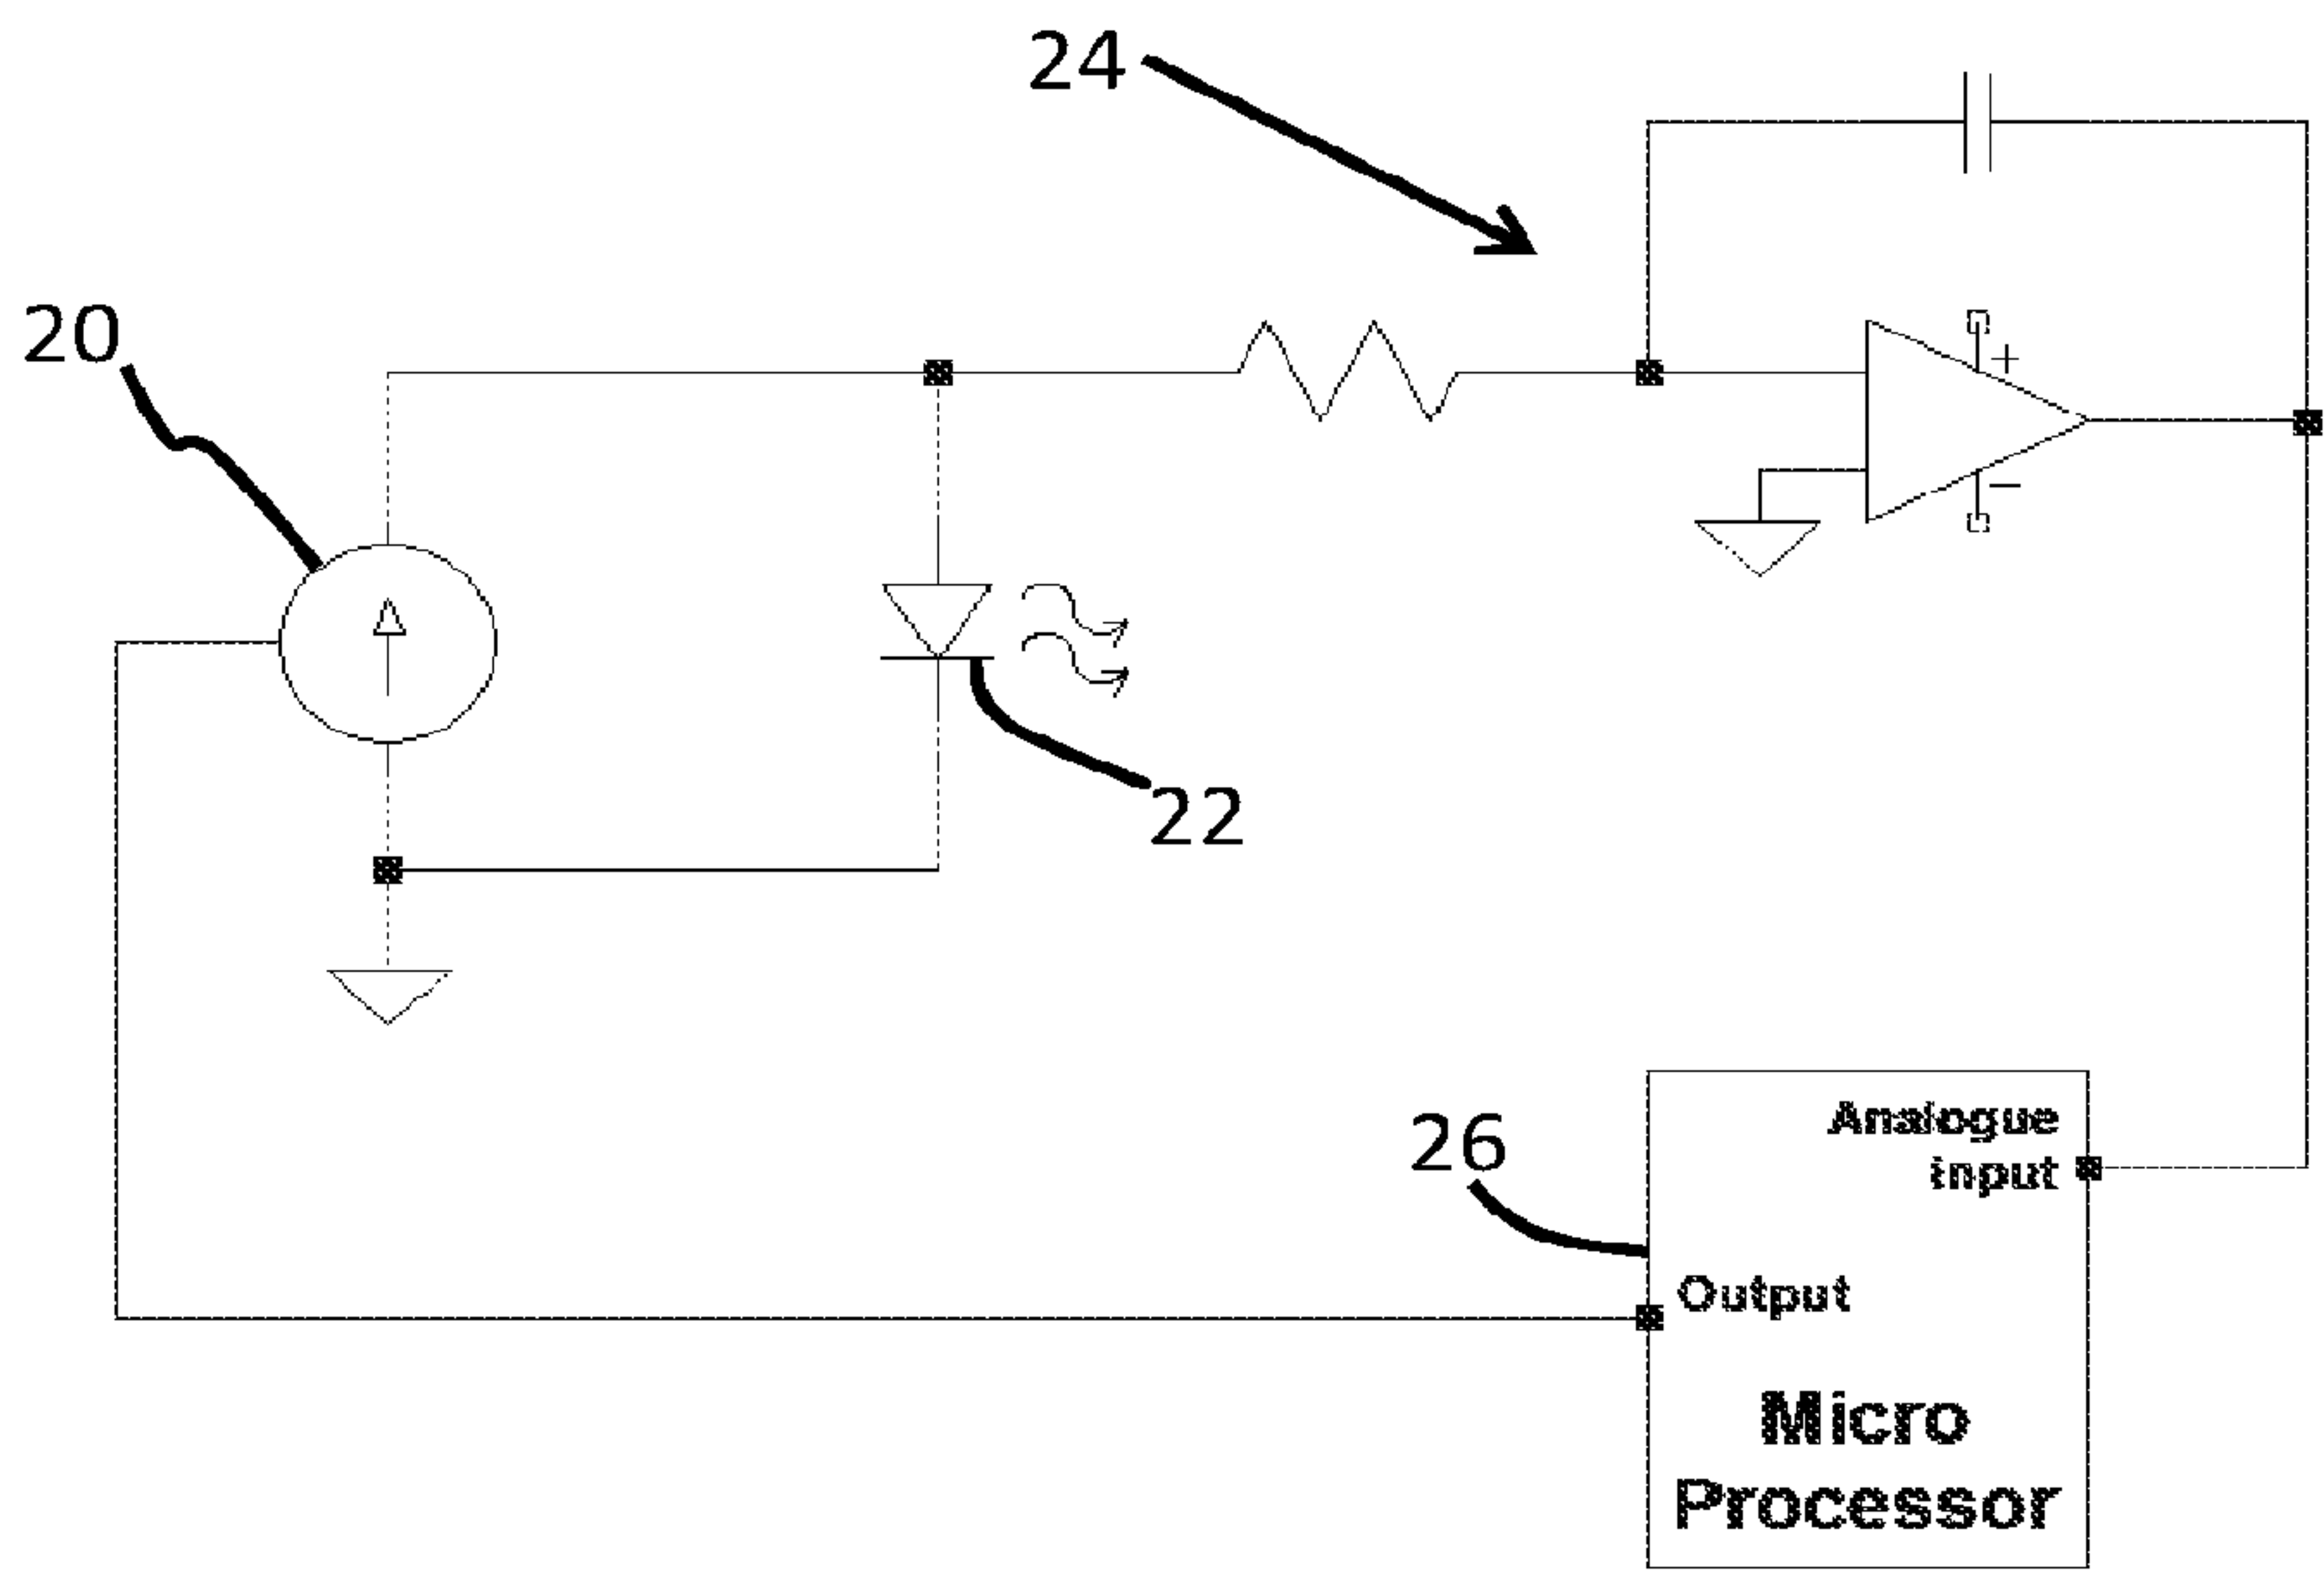 24
20
+
−
22
26
Analogue
input
Output
Micro
Processor